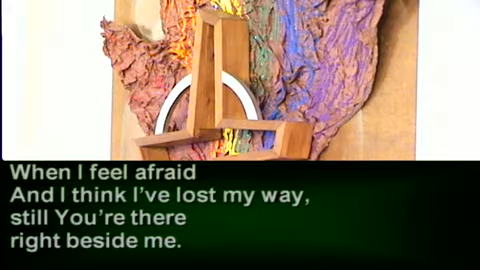 When I feel afraid
And I think I've lost my way,
still You're there
right beside me.